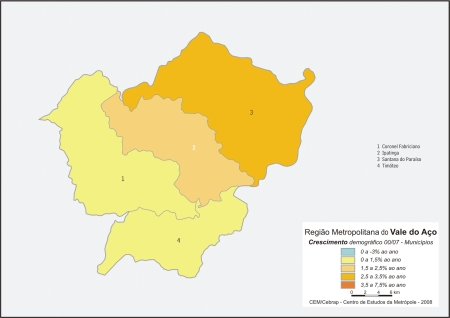 3
2
1
4
1 Coronel Fabriciano
2 Ipatinga
3 Santana do Paraíso
4 Timóteo
Região Metropolitana do Vale do Aço
Crescimento demográfico 00/07 - Municípios
0 a -3% ao ano
0 a 1,5% ao ano
1,5 a 2,5% ao ano
2,5 a 3,5% ao ano
3,5 a 7,5% ao ano
0 2 4 6 km
CEM/Cebrap - Centro de Estudos da Metrópole - 2008